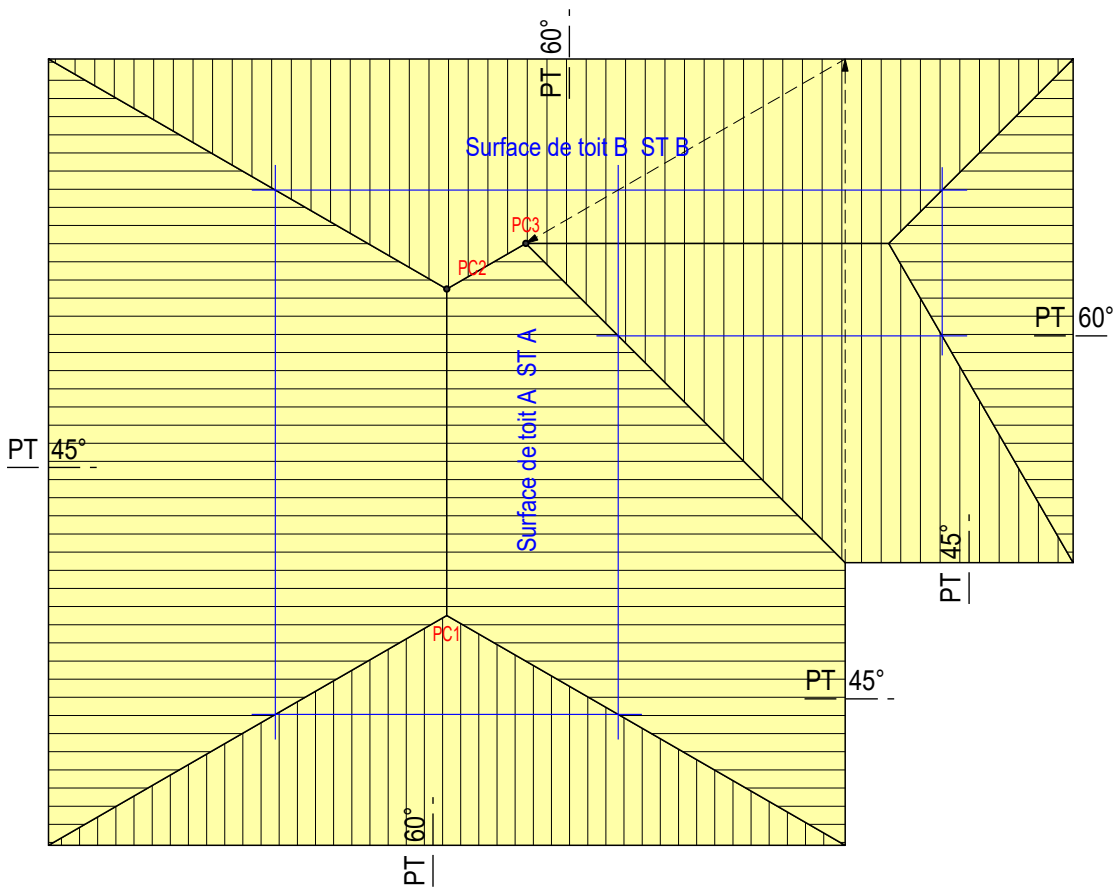 PT 60°
Surface de toit B ST B
PC3
PC2
PT 60°
Surface de toit A ST A
PT 45°
PT 45°
PC1
PT 45°
PT 60°